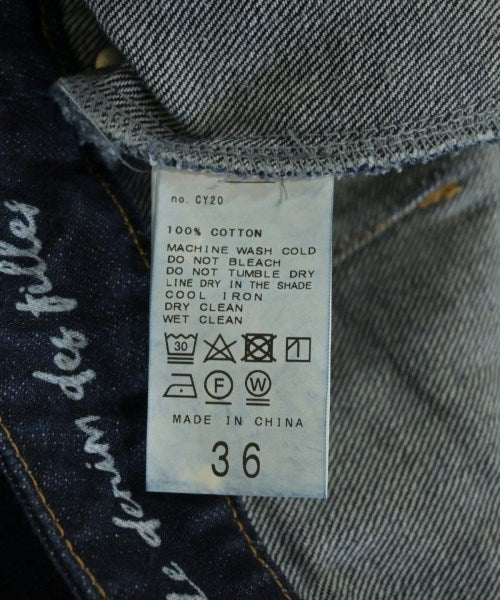 no. CY20
100% COTTON
MACHINE WASH COLD
DO NOT BLEACH
DO NOT TUMBLE DRY
LINE DRY IN THE SHADE
COOL IRON
DRY CLEAN
WET CLEAN
30
F W
MADE IN CHINA
36
denim des filles